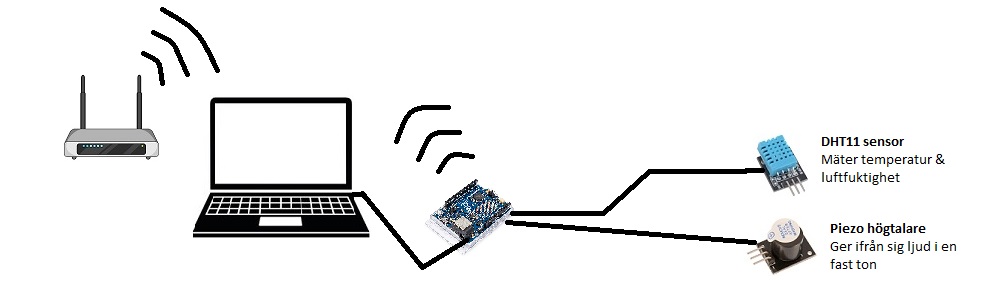 DHT11 sensor
Mäter temperatur &
luftfuktighet
Piezo högtalare
Ger ifrån sig ljud i en
fast ton